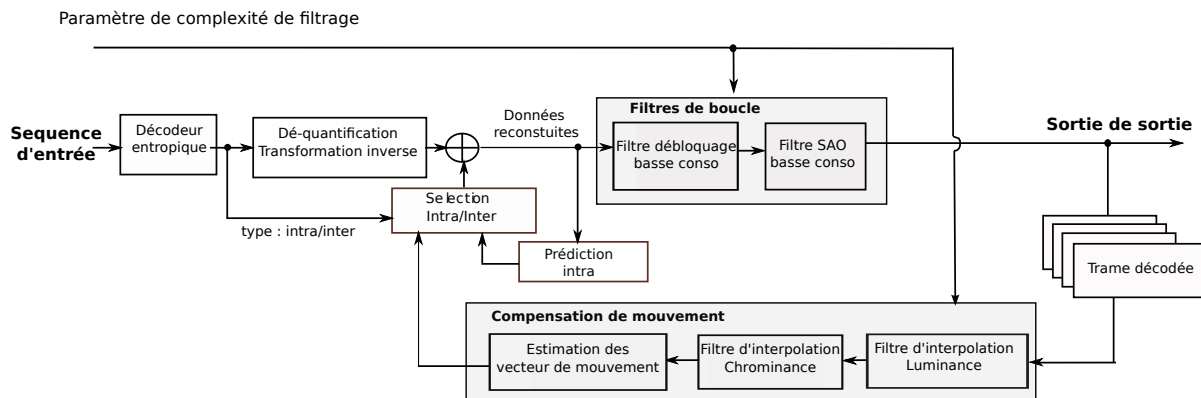 Paramètre de complexité de filtrage
Filtres de boucle
Sequence
d'entrée
Décodeur
entropique
Dé-quantification
Transformation inverse
Données
reconstuites
Filtre débloquage
basse conso
Filtre SAO
basse conso
Sortie de sortie
Selection
Intra/Inter
type : intra/inter
Prédiction
intra
Trame décodée
Compensation de mouvement
Estimation des
vecteur de mouvement
Filtre d'interpolation
Chrominance
Filtre d'interpolation
Luminance